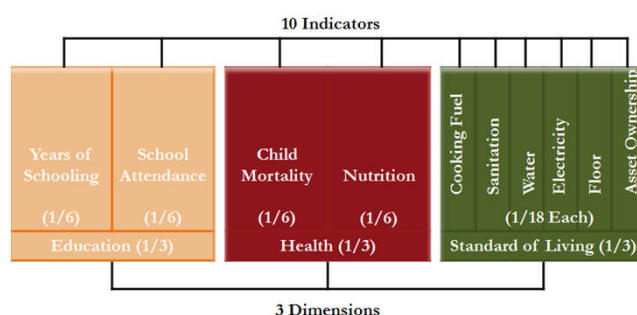 10 Indicators
Years of
Schooling
(1/6)
School
Attendance
(1/6)
Education (1/3)
Child
Mortality
(1/6)
Nutrition
(1/6)
Health (1/3)
Cooking Fuel
Sanitation
Water
Electricity
Floor
Asset Ownership
(1/18 Each)
Standard of Living (1/3)
3 Dimensions